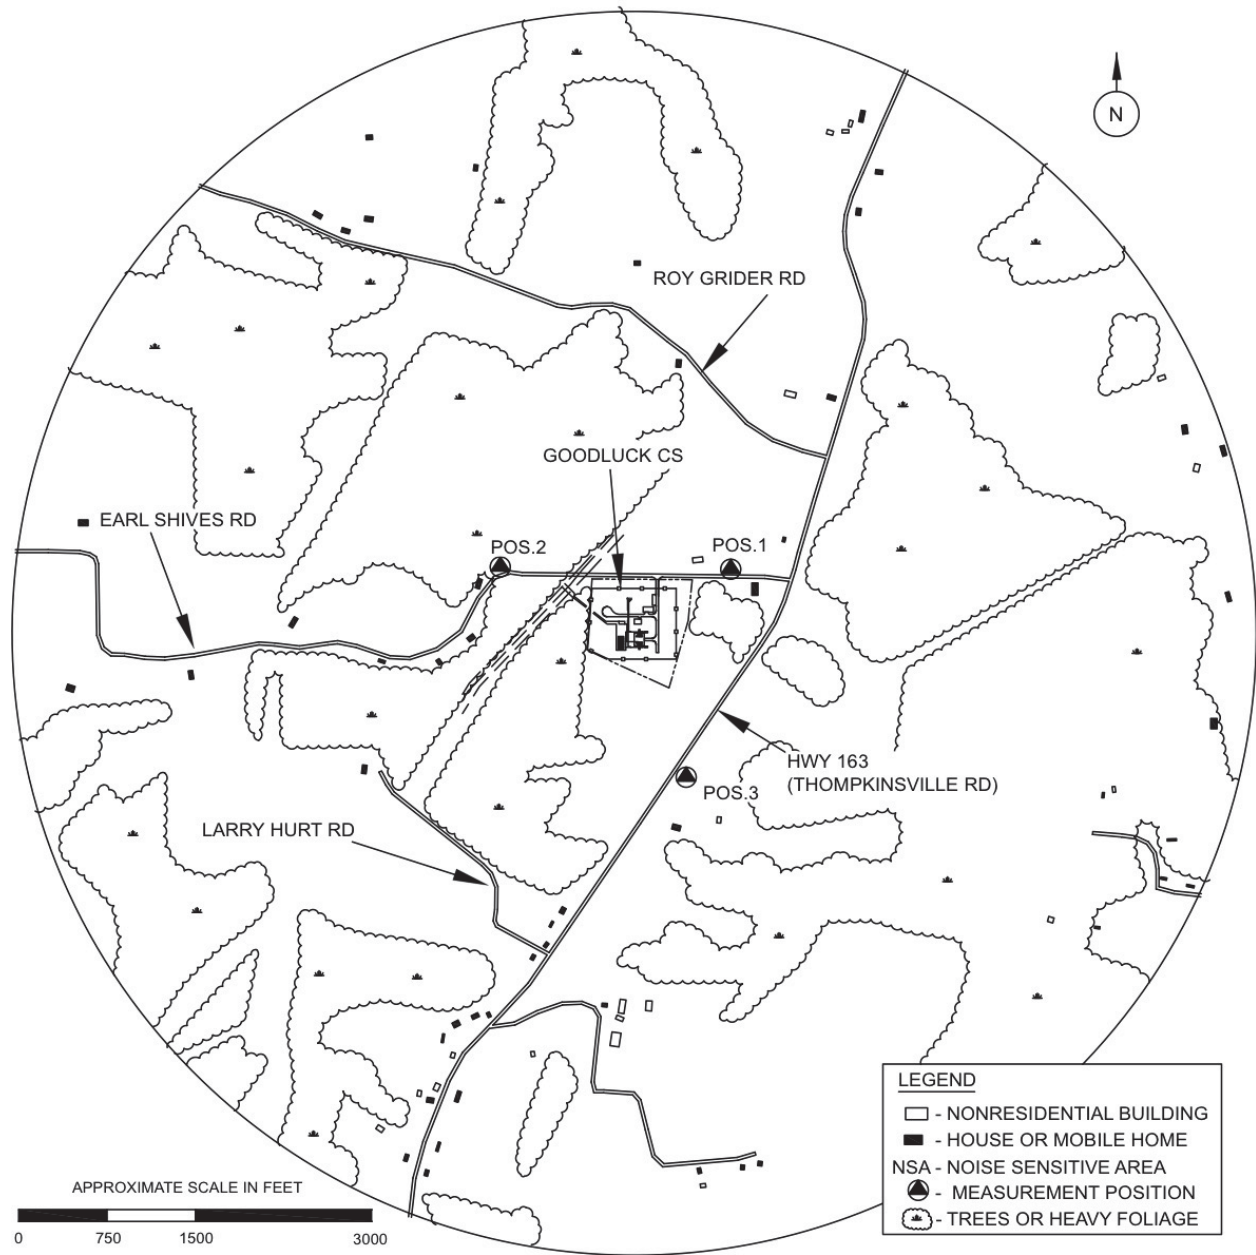 N
ROY GRIDER RD
GOODLUCK CS
EARL SHIVES RD
POS.2
POS.1
HWY 163
(THOMPKINSVILLE RD)
POS.3
LARRY HURT RD
LEGEND
- NONRESIDENTIAL BUILDING
- HOUSE OR MOBILE HOME
NSA - NOISE SENSITIVE AREA
- MEASUREMENT POSITION
- TREES OR HEAVY FOLIAGE
APPROXIMATE SCALE IN FEET
0 750 1500 3000